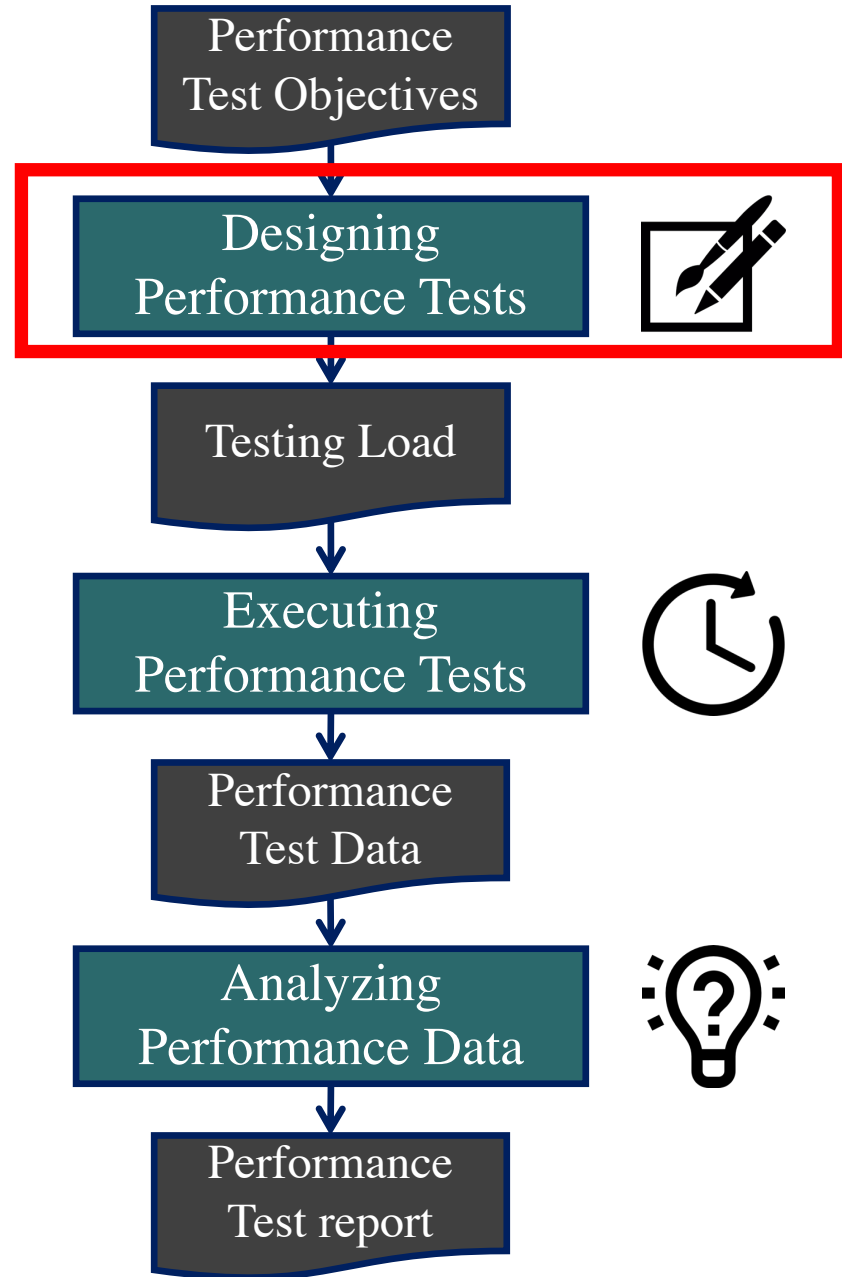 Performance
Test Objectives
Designing
Performance Tests
Testing Load
Executing
Performance Tests
Performance
Test Data
Analyzing
Performance Data
Performance
Test report
?